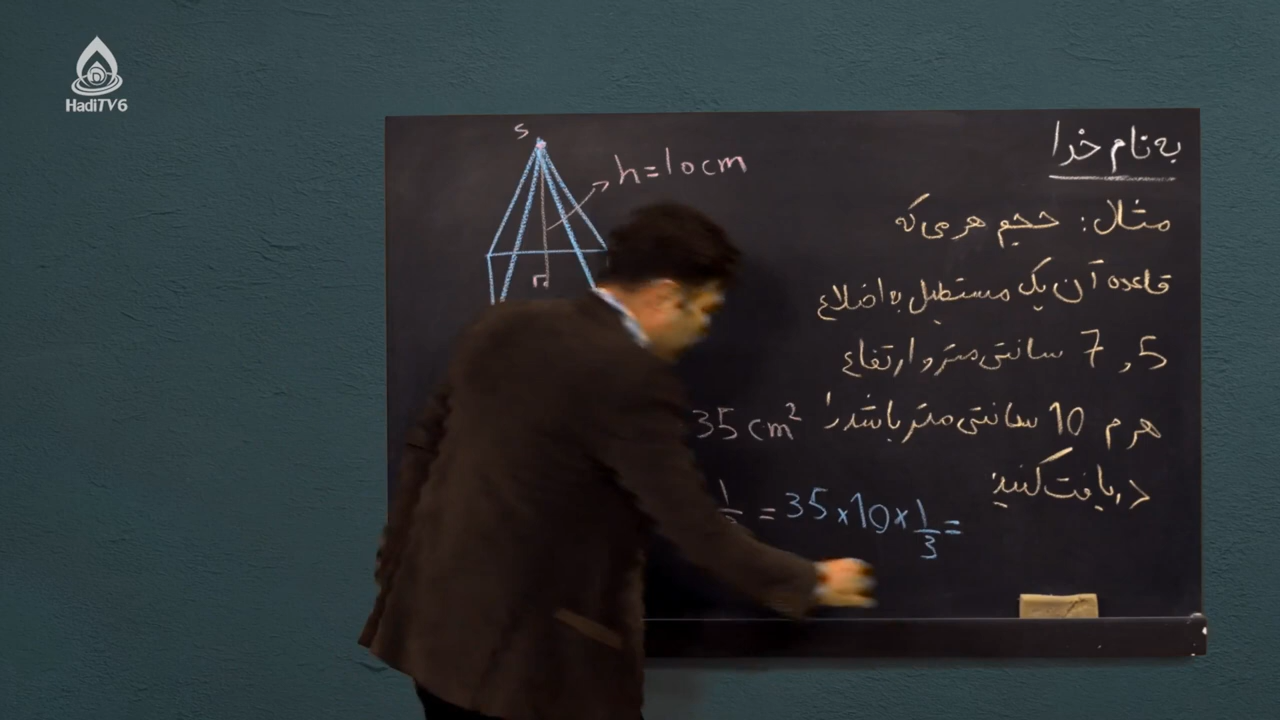 HadiTV6
به نام خدا
مثال: حجم هرمی که
قاعده آن یک مستطیل به اضلاع
5, 7 سانتی متر و ارتفاع
هرم 10 سانتی متر باشد را
دریافت کنید
S
h=10cm
35 cm²
= 35×10×1/3 =